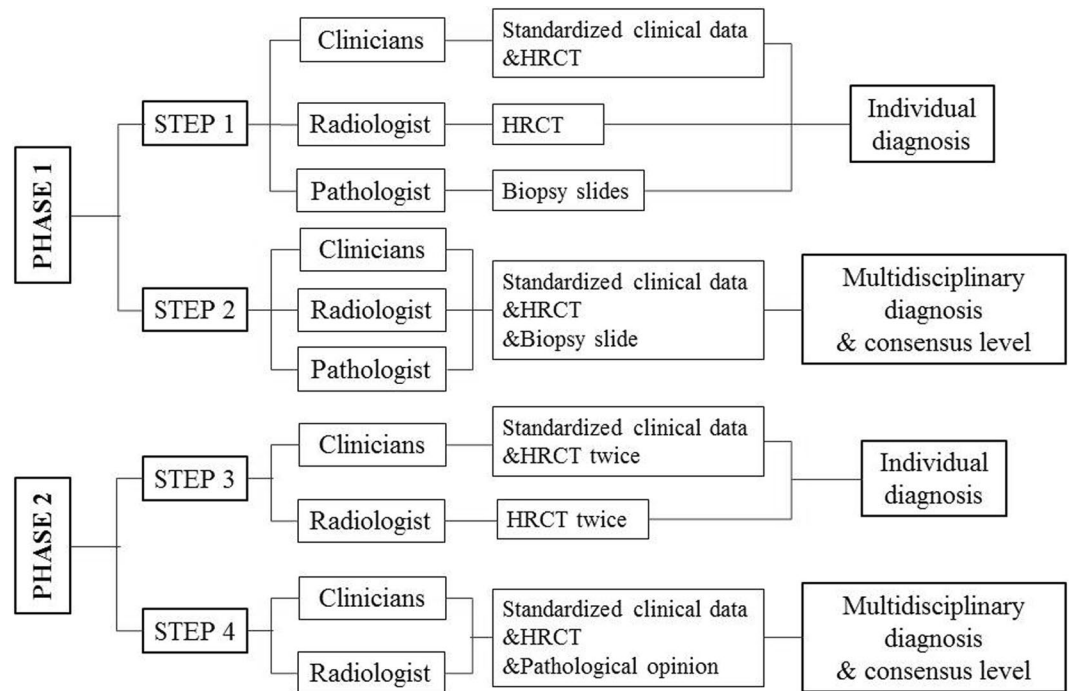 PHASE 1
STEP 1
Clinicians
Standardized clinical data
&HRCT
Radiologist
HRCT
Pathologist
Biopsy slides
Individual
diagnosis
STEP 2
Clinicians
Radiologist
Pathologist
Standardized clinical data
&HRCT
&Biopsy slide
Multidisciplinary
diagnosis
& consensus level
PHASE 2
STEP 3
Clinicians
Standardized clinical data
&HRCT twice
Radiologist
HRCT twice
Individual
diagnosis
STEP 4
Clinicians
Radiologist
Standardized clinical data
&HRCT
&Pathological opinion
Multidisciplinary
diagnosis
& consensus level